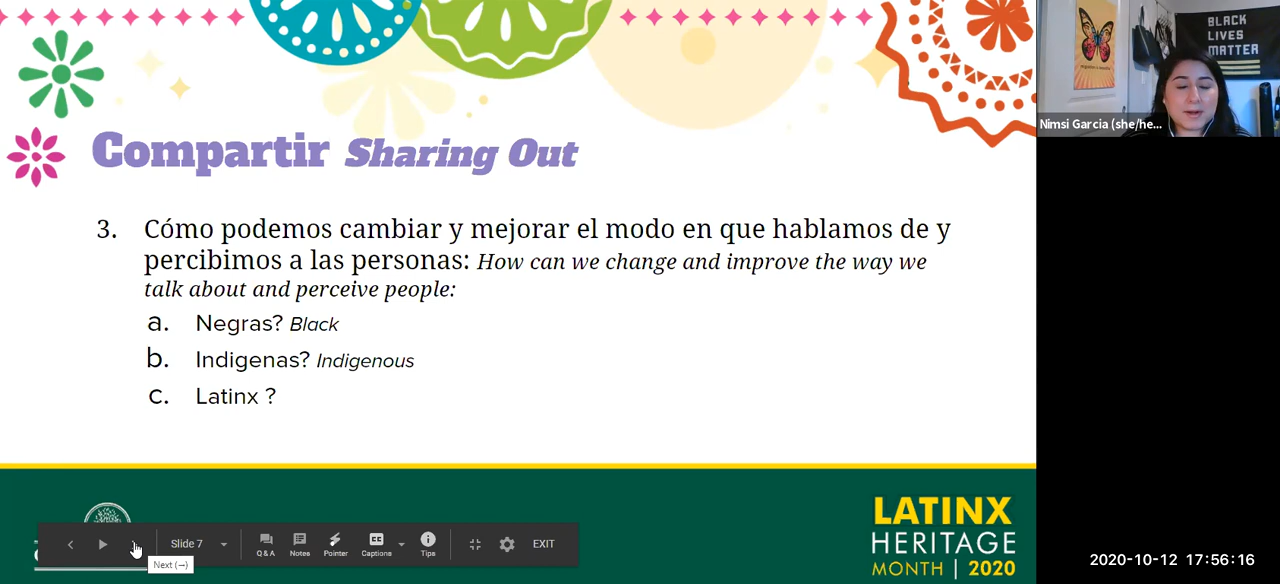 BLACK
LIVES
MATTER
Nimsi Garcia (she/he...
Compartir Sharing Out
3. Cómo podemos cambiar y mejorar el modo en que hablamos de y
percibimos a las personas: How can we change and improve the way we
talk about and perceive people:
a. Negras? Black
b. Indigenas? Indigenous
c. Latinx ?
LATINX
HERITAGE
MONTH | 2020
Slide 7
Q & A
Notes
Pointer
Captions
Tips
EXIT
Next (→)
2020-10-12 17:56:16